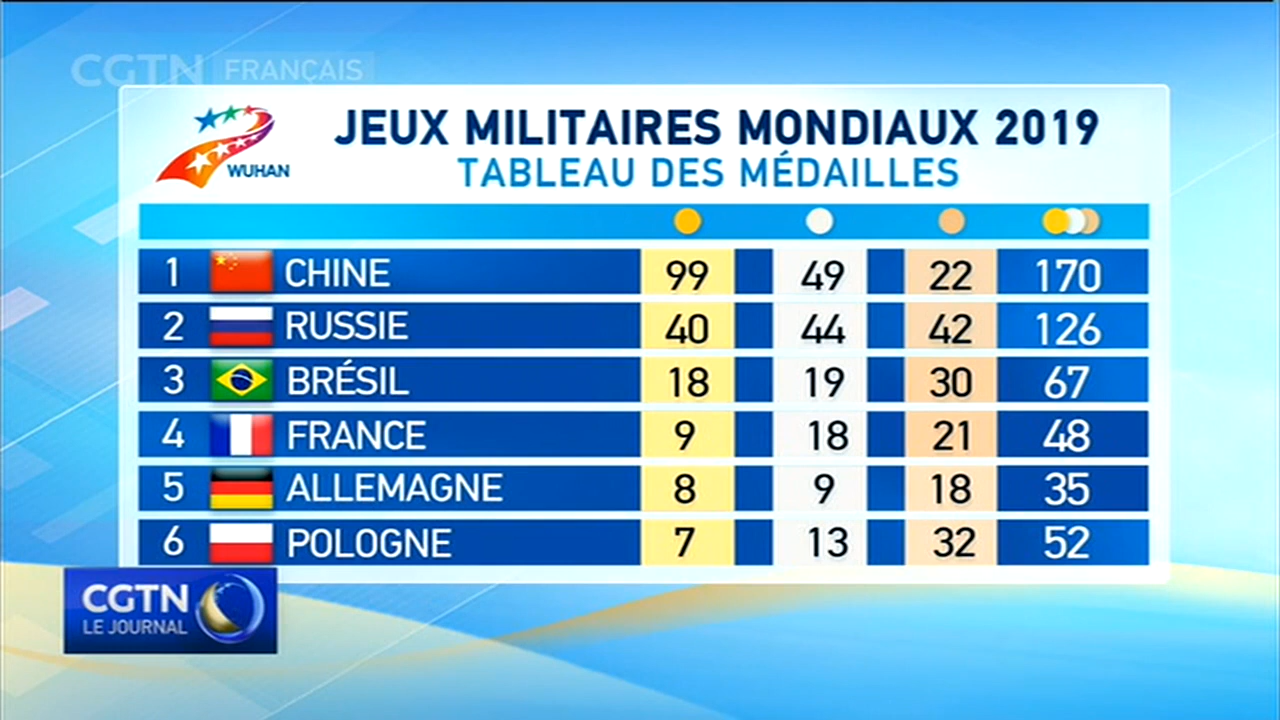 CGTN FRANÇAIS
WUHAN
JEUX MILITAIRES MONDIAUX 2019
TABLEAU DES MÉDAILLES
1 CHINE 99 49 22 170
2 RUSSIE 40 44 42 126
3 BRÉSIL 18 19 30 67
4 FRANCE 9 18 21 48
5 ALLEMAGNE 8 9 18 35
6 POLOGNE 7 13 32 52
CGTN
LE JOURNAL